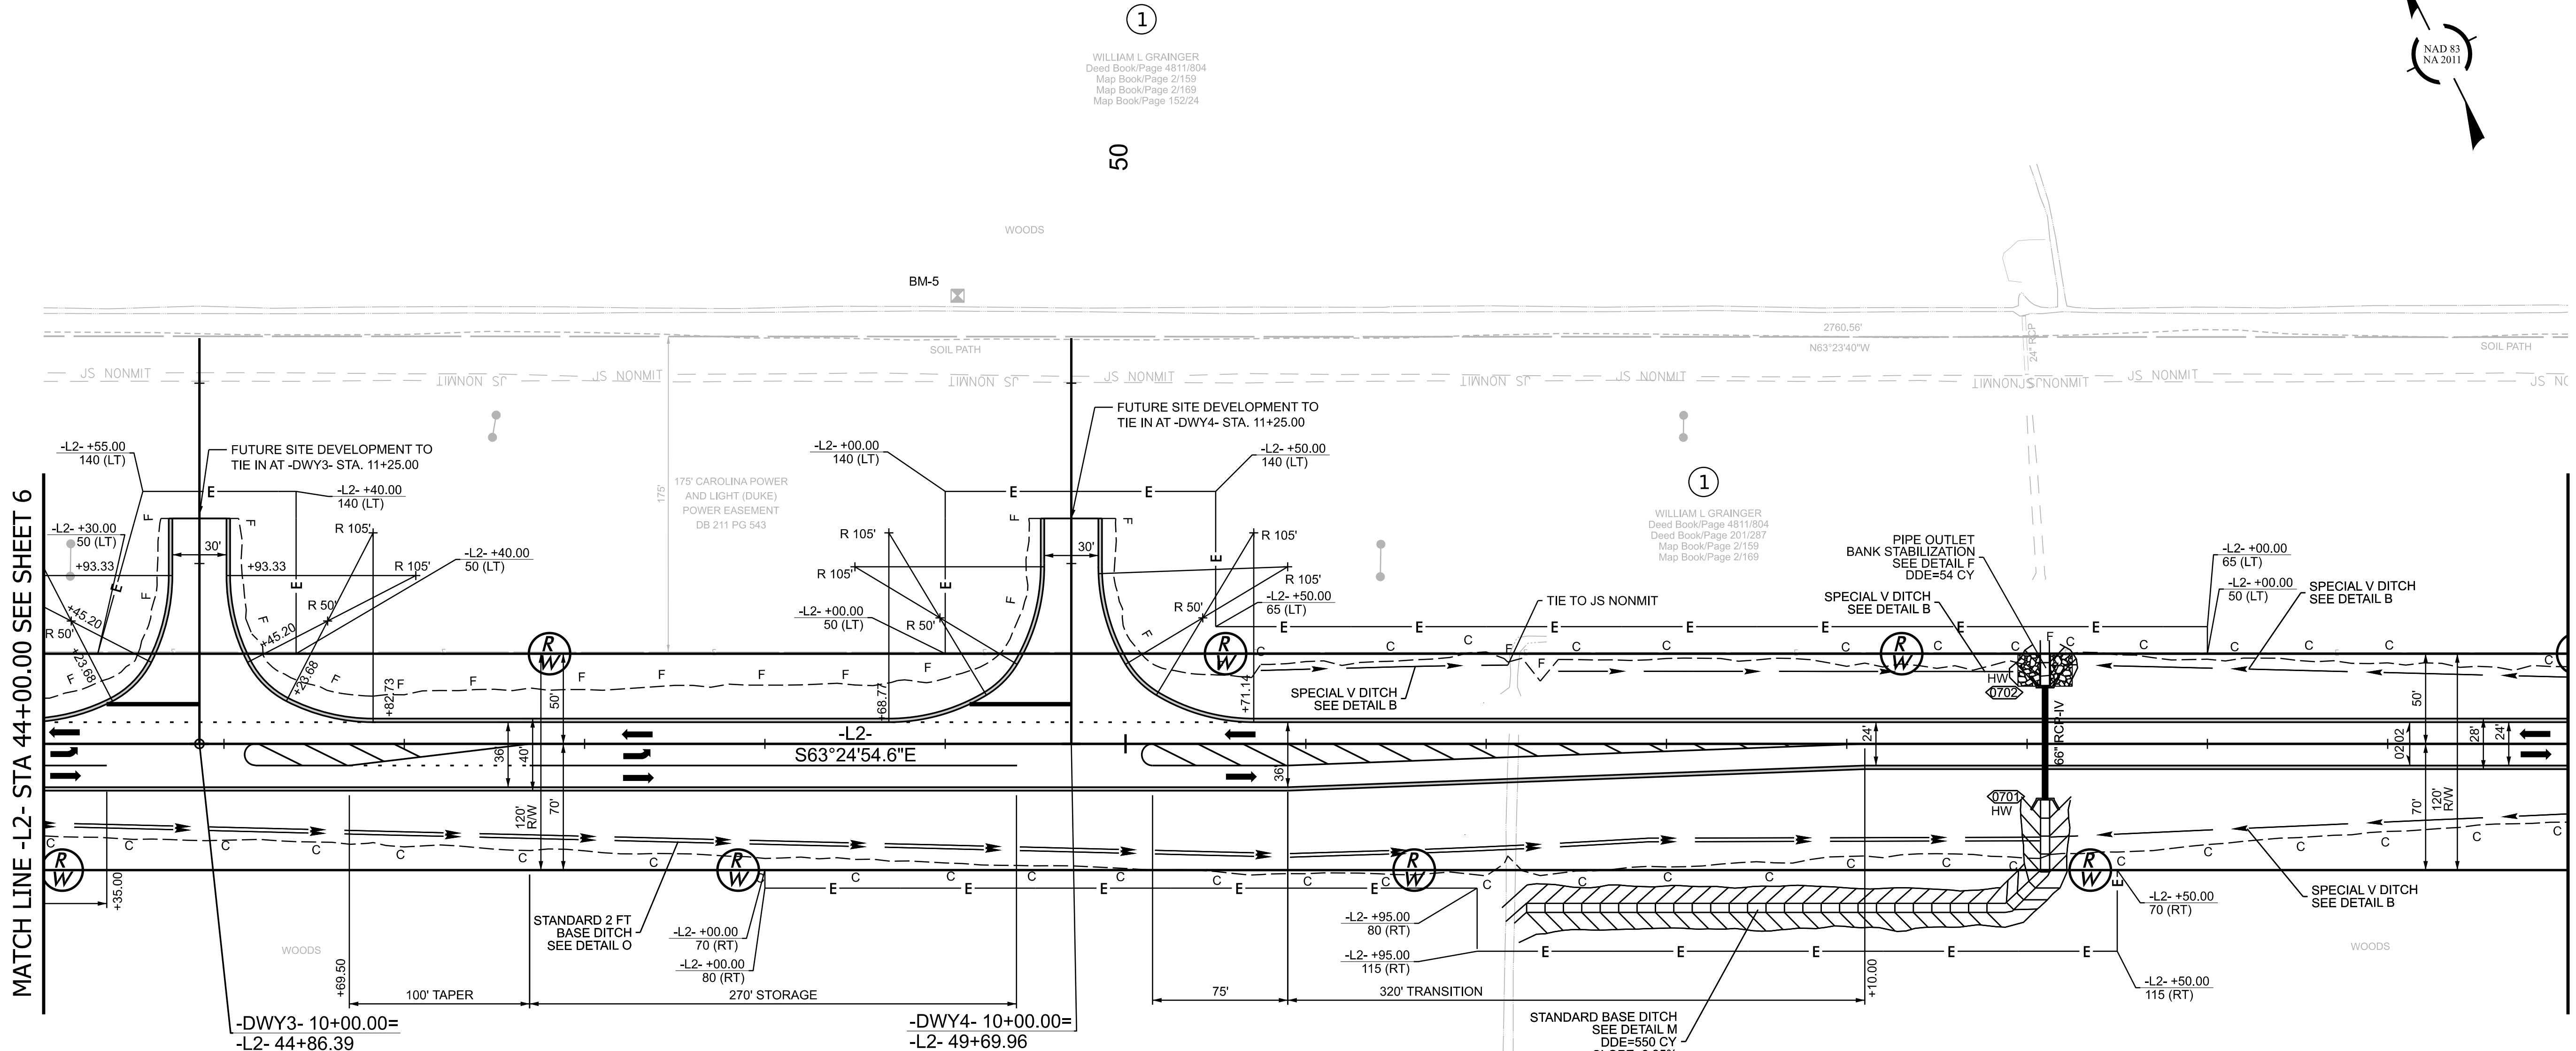 1
WILLIAM L GRAINGER
Deed Book/Page 4811/804
Map Book/Page 2/159
Map Book/Page 2/169
Map Book/Page 152/24
NAD 83
NA 2011
50
WOODS
BM-5
2760.56'
N63°23'40"W
24" RCP
SOIL PATH
SOIL PATH
JS NONMIT
JS NONMIT
JS NONMIT
JS NONMIT
JS NONMIT
JS NONMIT
JS NONMIT
JS NONMIT
JS NONMIT
JS NONMIT
JS NO
MATCH LINE -L2- STA 44+00.00 SEE SHEET 6
-L2- +55.00
140 (LT)
FUTURE SITE DEVELOPMENT TO
TIE IN AT -DWY3- STA. 11+25.00
-L2- +40.00
140 (LT)
-L2- +30.00
50 (LT)
+93.33
30'
+93.33
R 105'
R 105'
-L2- +40.00
50 (LT)
+45.20
R 50'
+23.68
R 50'
+45.20
+23.68
+82.73
175'
175' CAROLINA POWER
AND LIGHT (DUKE)
POWER EASEMENT
DB 211 PG 543
-L2- +00.00
140 (LT)
FUTURE SITE DEVELOPMENT TO
TIE IN AT -DWY4- STA. 11+25.00
-L2- +50.00
140 (LT)
R 105'
R 105'
30'
R 105'
R 105'
-L2- +00.00
50 (LT)
R 50'
R 50'
-L2- +50.00
65 (LT)
+68.77
+71.14
1
WILLIAM L GRAINGER
Deed Book/Page 4811/804
Deed Book/Page 201/287
Map Book/Page 2/159
Map Book/Page 2/169
TIE TO JS NONMIT
SPECIAL V DITCH
SEE DETAIL B
PIPE OUTLET
BANK STABILIZATION
SEE DETAIL F
DDE=54 CY
SPECIAL V DITCH
SEE DETAIL B
-L2- +00.00
65 (LT)
-L2- +00.00
50 (LT)
SPECIAL V DITCH
SEE DETAIL B
R
W
R
W
R
W
HW
0702
66" RCP-IV
0701
HW
-L2-
S63°24'54.6"E
50'
36'
40'
120'
R/W
70'
36'
24'
02.02
28'
24'
50'
70'
120'
R/W
R
W
R
W
R
W
R
W
+35.00
WOODS
+69.50
100' TAPER
STANDARD 2 FT
BASE DITCH
SEE DETAIL O
-L2- +00.00
70 (RT)
-L2- +00.00
80 (RT)
270' STORAGE
75'
320' TRANSITION
+10.00
-L2- +95.00
80 (RT)
-L2- +95.00
115 (RT)
-L2- +50.00
70 (RT)
-L2- +50.00
115 (RT)
SPECIAL V DITCH
SEE DETAIL B
WOODS
-DWY3- 10+00.00=
-L2- 44+86.39
-DWY4- 10+00.00=
-L2- 49+69.96
STANDARD BASE DITCH
SEE DETAIL M
DDE=550 CY